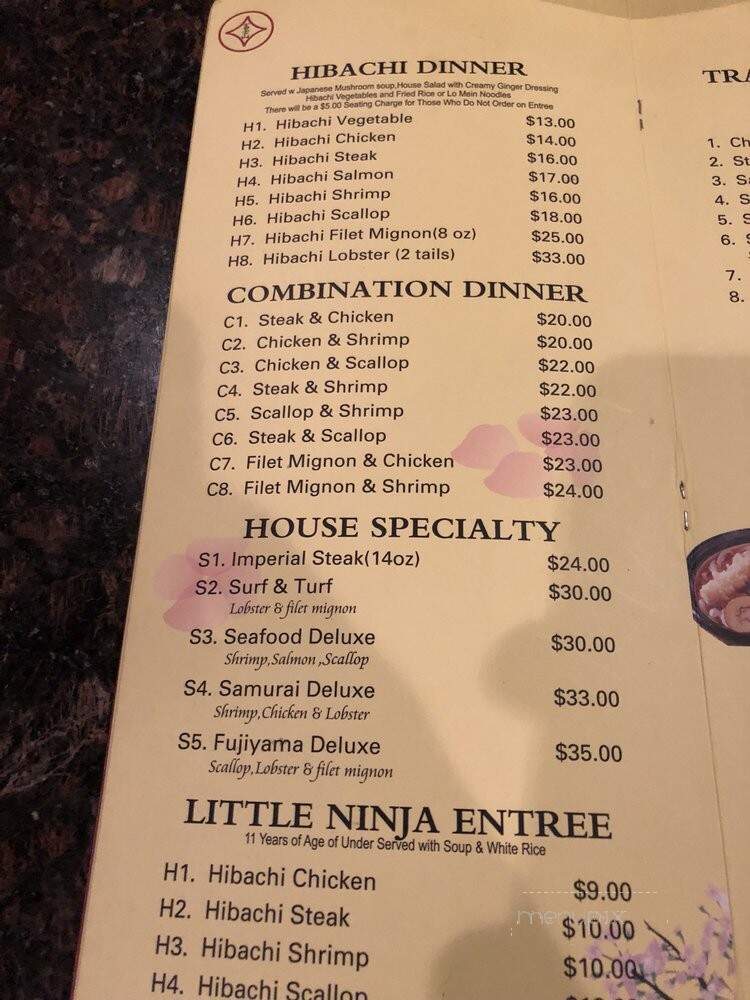 HIBACHI DINNER
Served w Japanese Mushroom soup,House Salad with Creamy Ginger Dressing
Hibachi Vegetables and Fried Rice or Lo Mein Noodles
There will be a $5.00 Seating Charge for Those Who Do Not Order on Entree
H1. Hibachi Vegetable $13.00
H2. Hibachi Chicken $14.00
H3. Hibachi Steak $16.00
H4. Hibachi Salmon $17.00
H5. Hibachi Shrimp $16.00
H6. Hibachi Scallop $18.00
H7. Hibachi Filet Mignon(8 oz) $25.00
H8. Hibachi Lobster (2 tails) $33.00
COMBINATION DINNER
C1. Steak & Chicken $20.00
C2. Chicken & Shrimp $20.00
C3. Chicken & Scallop $22.00
C4. Steak & Shrimp $22.00
C5. Scallop & Shrimp $23.00
C6. Steak & Scallop $23.00
C7. Filet Mignon & Chicken $23.00
C8. Filet Mignon & Shrimp $24.00
HOUSE SPECIALTY
S1. Imperial Steak(14oz) $24.00
S2. Surf & Turf $30.00
Lobster & filet mignon
S3. Seafood Deluxe $30.00
Shrimp,Salmon ,Scallop
S4. Samurai Deluxe $33.00
Shrimp,Chicken & Lobster
S5. Fujiyama Deluxe $35.00
Scallop,Lobster & filet mignon
LITTLE NINJA ENTREE
11 Years of Age of Under Served with Soup & White Rice
H1. Hibachi Chicken $9.00
H2. Hibachi Steak $10.00
H3. Hibachi Shrimp $10.00
H4. Hibachi Scallop
menupix
1.
2.
3.
4.
5.
6.
7.
8.